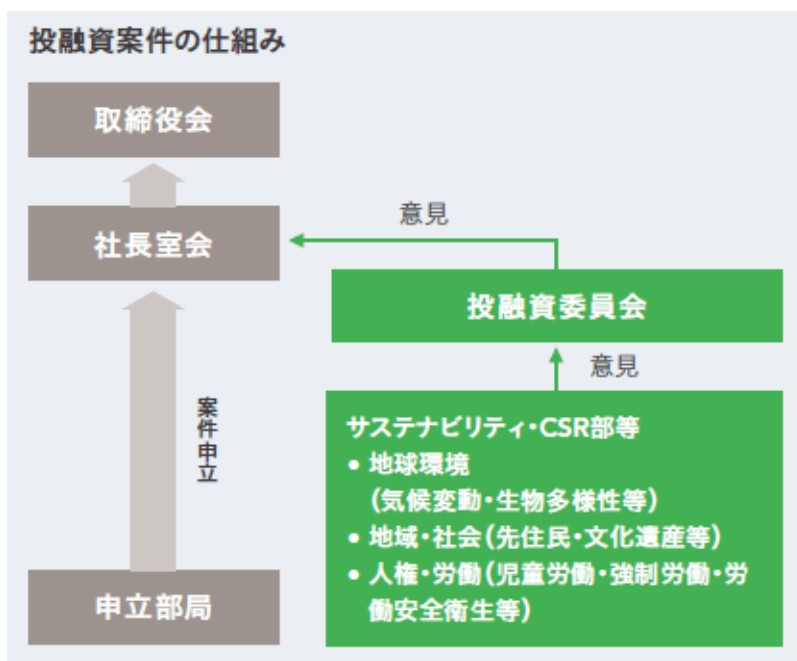 投融資案件の仕組み
取締役会
社長室会
意見
投融資委員会
意見
案件申立
サステナビリティ・CSR部等
● 地球環境
(気候変動・生物多様性等)
● 地域・社会(先住民・文化遺産等)
● 人権・労働(児童労働・強制労働・労
働安全衛生等)
申立部局